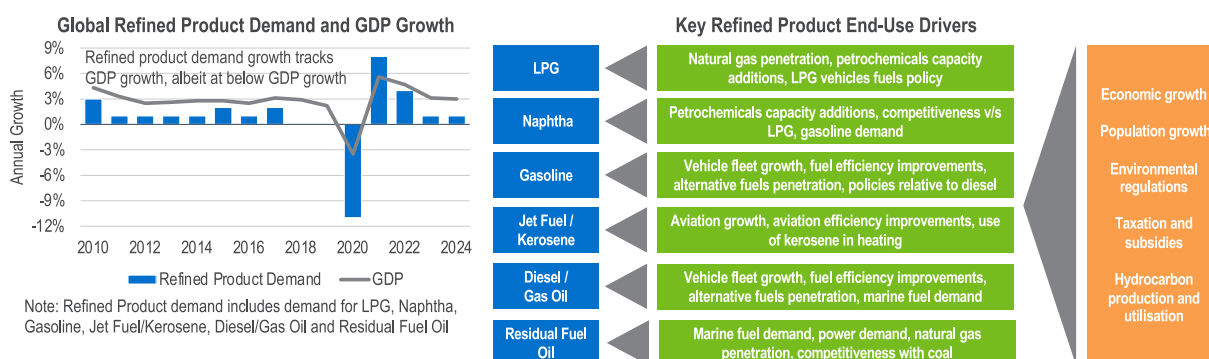 Global Refined Product Demand and GDP Growth
9%
6%
3%
0%
-3%
-6%
-9%
-12%
Annual Growth
Refined product demand growth tracks
GDP growth, albeit at below GDP growth
2010
2012
2014
2016
2018
2020
2022
2024
Refined Product Demand
GDP
Note: Refined Product demand includes demand for LPG, Naphtha,
Gasoline, Jet Fuel/Kerosene, Diesel/Gas Oil and Residual Fuel Oil
Key Refined Product End-Use Drivers
LPG
Natural gas penetration, petrochemicals capacity
additions, LPG vehicles fuels policy
Naphtha
Petrochemicals capacity additions, competitiveness v/s
LPG, gasoline demand
Gasoline
Vehicle fleet growth, fuel efficiency improvements,
alternative fuels penetration, policies relative to diesel
Jet Fuel /
Kerosene
Aviation growth, aviation efficiency improvements, use
of kerosene in heating
Diesel /
Gas Oil
Vehicle fleet growth, fuel efficiency improvements,
alternative fuels penetration, marine fuel demand
Residual Fuel
Oil
Marine fuel demand, power demand, natural gas
penetration, competitiveness with coal
Economic growth
Population growth
Environmental
regulations
Taxation and
subsidies
Hydrocarbon
production and
utilisation